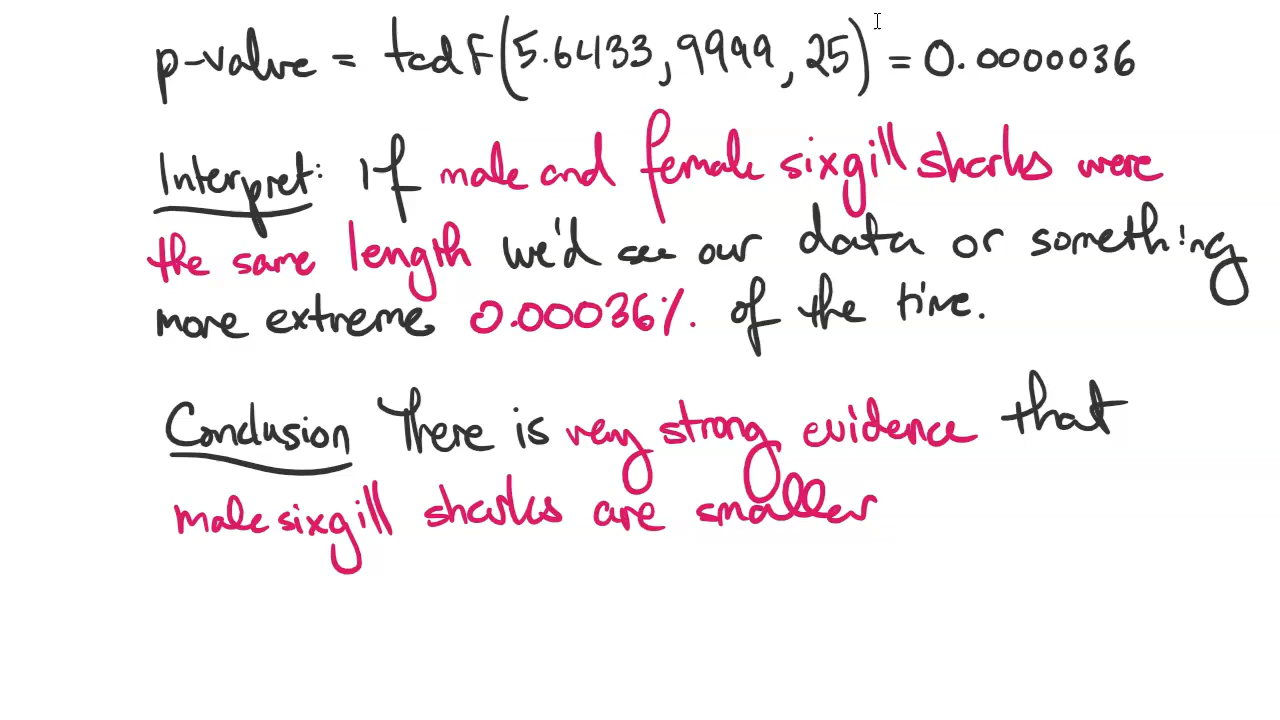 p-value = tcdf(5.6433, 9999, 25) = 0.0000036
Interpret: If male and female sixgill sharks were
the same length we'd see our data or something
more extreme 0.00036% of the time.
Conclusion There is very strong evidence that
male sixgill sharks are smaller